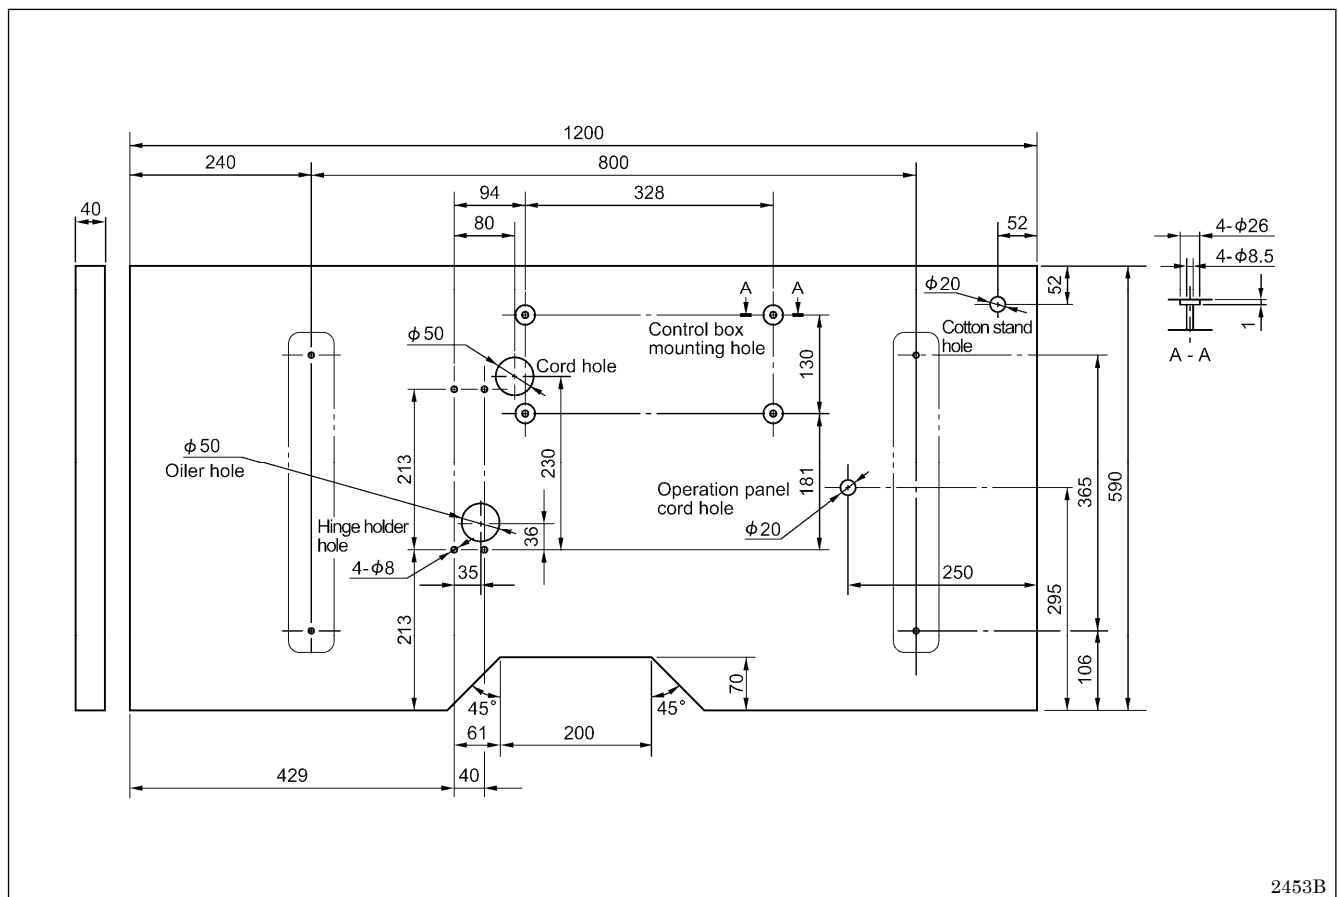 1200
240
800
94
328
40
80
52
4-ϕ26
4-ϕ8.5
A
A
ϕ20
52
ϕ50
Control box
mounting hole
Cotton stand
hole
1
A - A
Cord hole
130
ϕ50
Oiler hole
213
230
181
365
590
Operation panel
cord hole
ϕ20
Hinge holder
hole
36
4-ϕ8
35
250
295
213
70
106
45°
45°
61
200
429
40
2453B